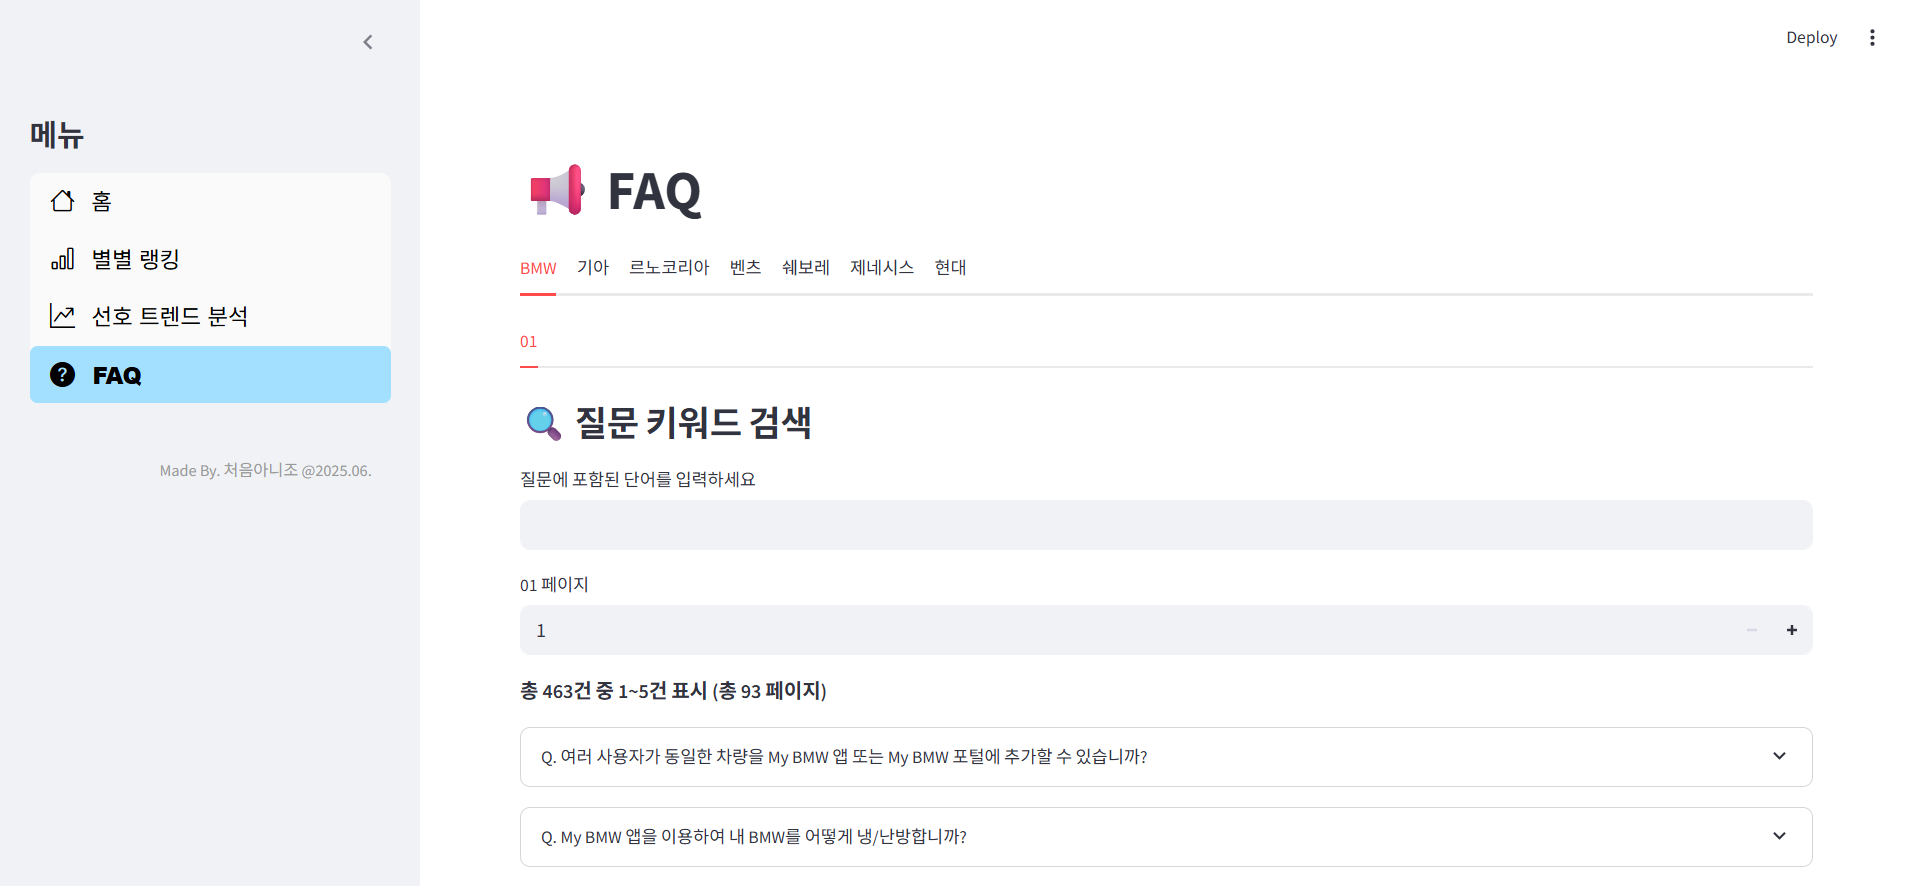 Deploy
메뉴
홈
별별 랭킹
선호 트렌드 분석
FAQ
Made By. 처음아니조 @2025.06.
FAQ
BMW 기아 르노코리아 벤츠 쉐보레 제네시스 현대
01
질문 키워드 검색
질문에 포함된 단어를 입력하세요
01 페이지
1
총 463건 중 1~5건 표시 (총 93 페이지)
Q. 여러 사용자가 동일한 차량을 My BMW 앱 또는 My BMW 포털에 추가할 수 있습니까?
Q. My BMW 앱을 이용하여 내 BMW를 어떻게 냉/난방합니까?